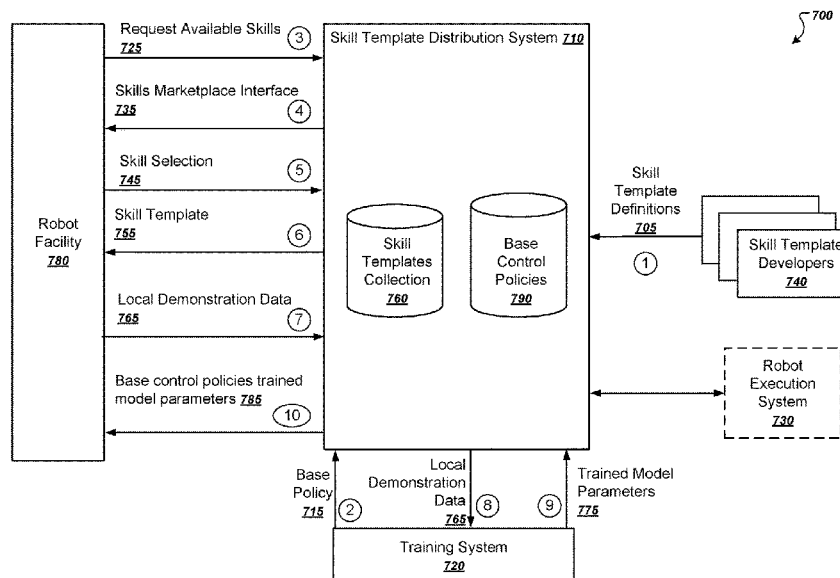 700
Request Available Skills
725
3
Skill Template Distribution System 710
Skills Marketplace Interface
735
4
Skill Selection
745
5
Skill Template
755
6
Robot
Facility
780
Skill
Templates
Collection
760
Base
Control
Policies
790
Skill
Template
Definitions
705
1
Skill Template
Developers
740
Local Demonstration Data
765
7
Robot
Execution
System
730
Base control policies trained
model parameters 785
10
Base
Policy
715
2
Local
Demonstration
Data
765
8
9
Trained Model
Parameters
775
Training System
720